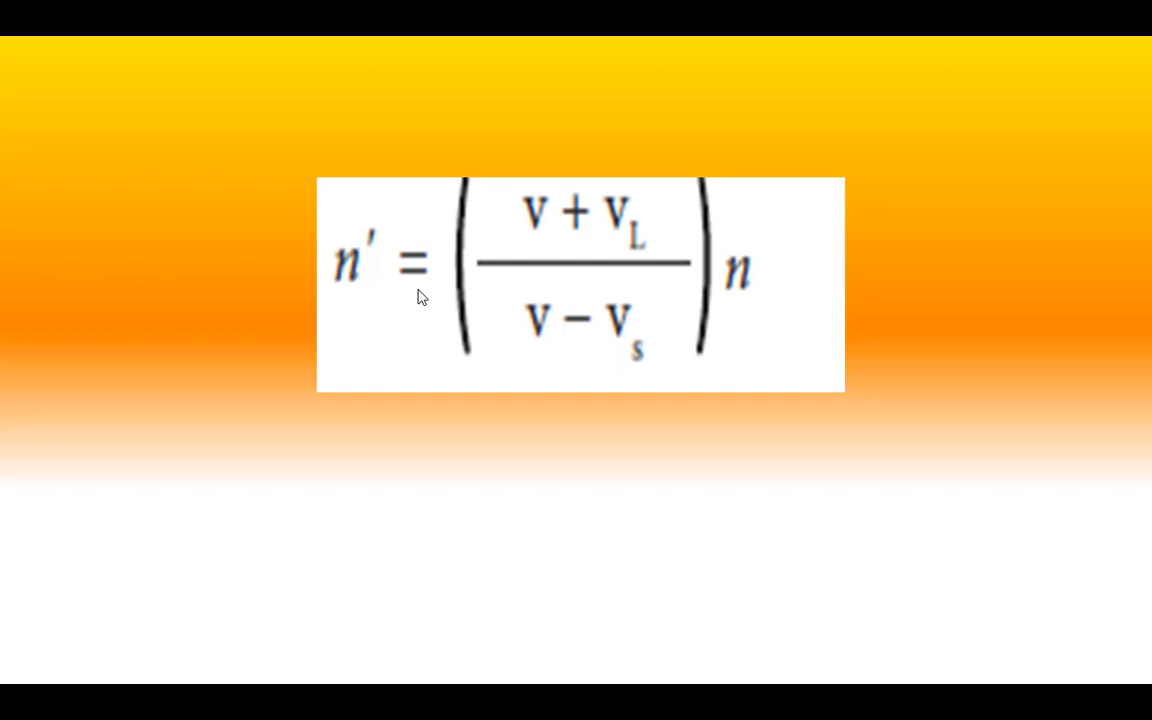 n' = ( (v + v_L) / (v − v_s) ) n